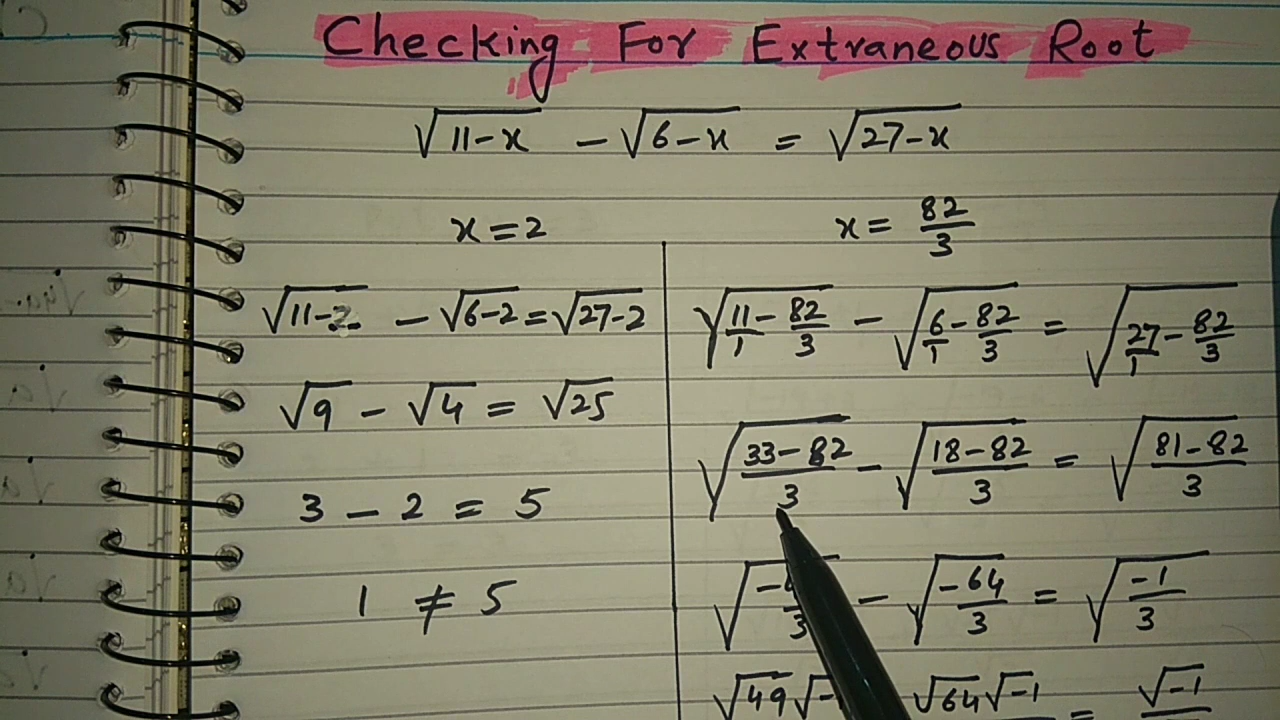 Checking For Extraneous Root
√11-x - √6-x = √27-x
x = 2
√11-2 - √6-2 = √27-2
√9 - √4 = √25
3 - 2 = 5
1 ≠ 5
x = 82/3
√11/1 - 82/3 - √6/1 - 82/3 = √27/1 - 82/3
√33-82/3 - √18-82/3 = √81-82/3
- √-64/3 = √-1/3
√49 √- √64 √-1 = √-1